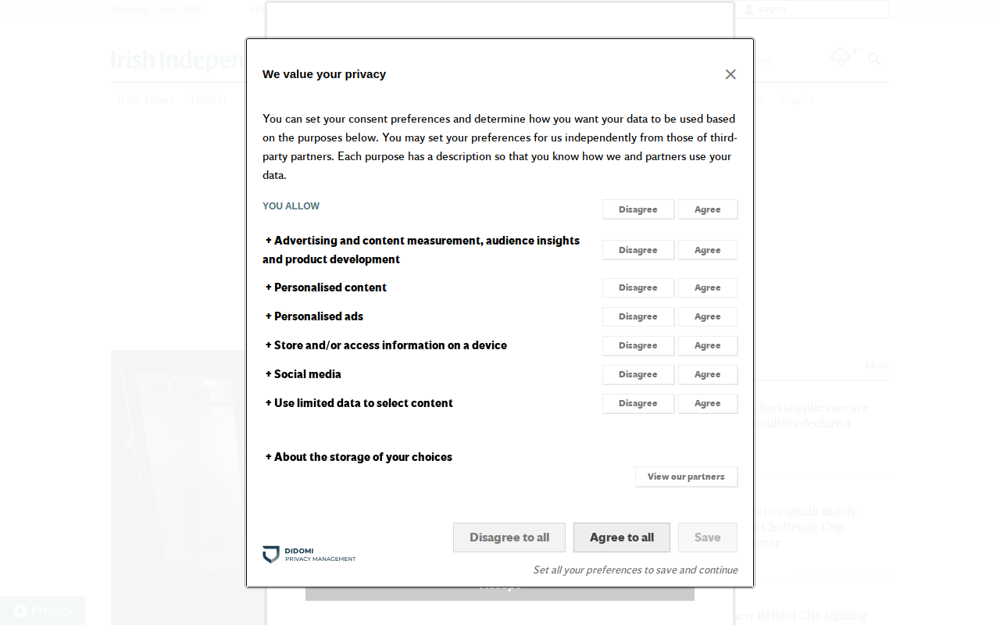 Thursday, 2 April 2026
Log In
Irish Indepen
Irish News Dublin
Topics
We value your privacy
You can set your consent preferences and determine how you want your data to be used based
on the purposes below. You may set your preferences for us independently from those of third-
party partners. Each purpose has a description so that you know how we and partners use your
data.
YOU ALLOW
Disagree Agree
+ Advertising and content measurement, audience insights
and product development
Disagree Agree
+ Personalised content Disagree Agree
+ Personalised ads Disagree Agree
+ Store and/or access information on a device Disagree Agree
+ Social media Disagree Agree
+ Use limited data to select content Disagree Agree
+ About the storage of your choices
View our partners
Disagree to all Agree to all Save
DIDOMI
PRIVACY MANAGEMENT
Set all your preferences to save and continue
More
fuel supplies secure
hauliers declare a
s to captain much-
r Challenge Cup
new Bristol City signing
Privacy